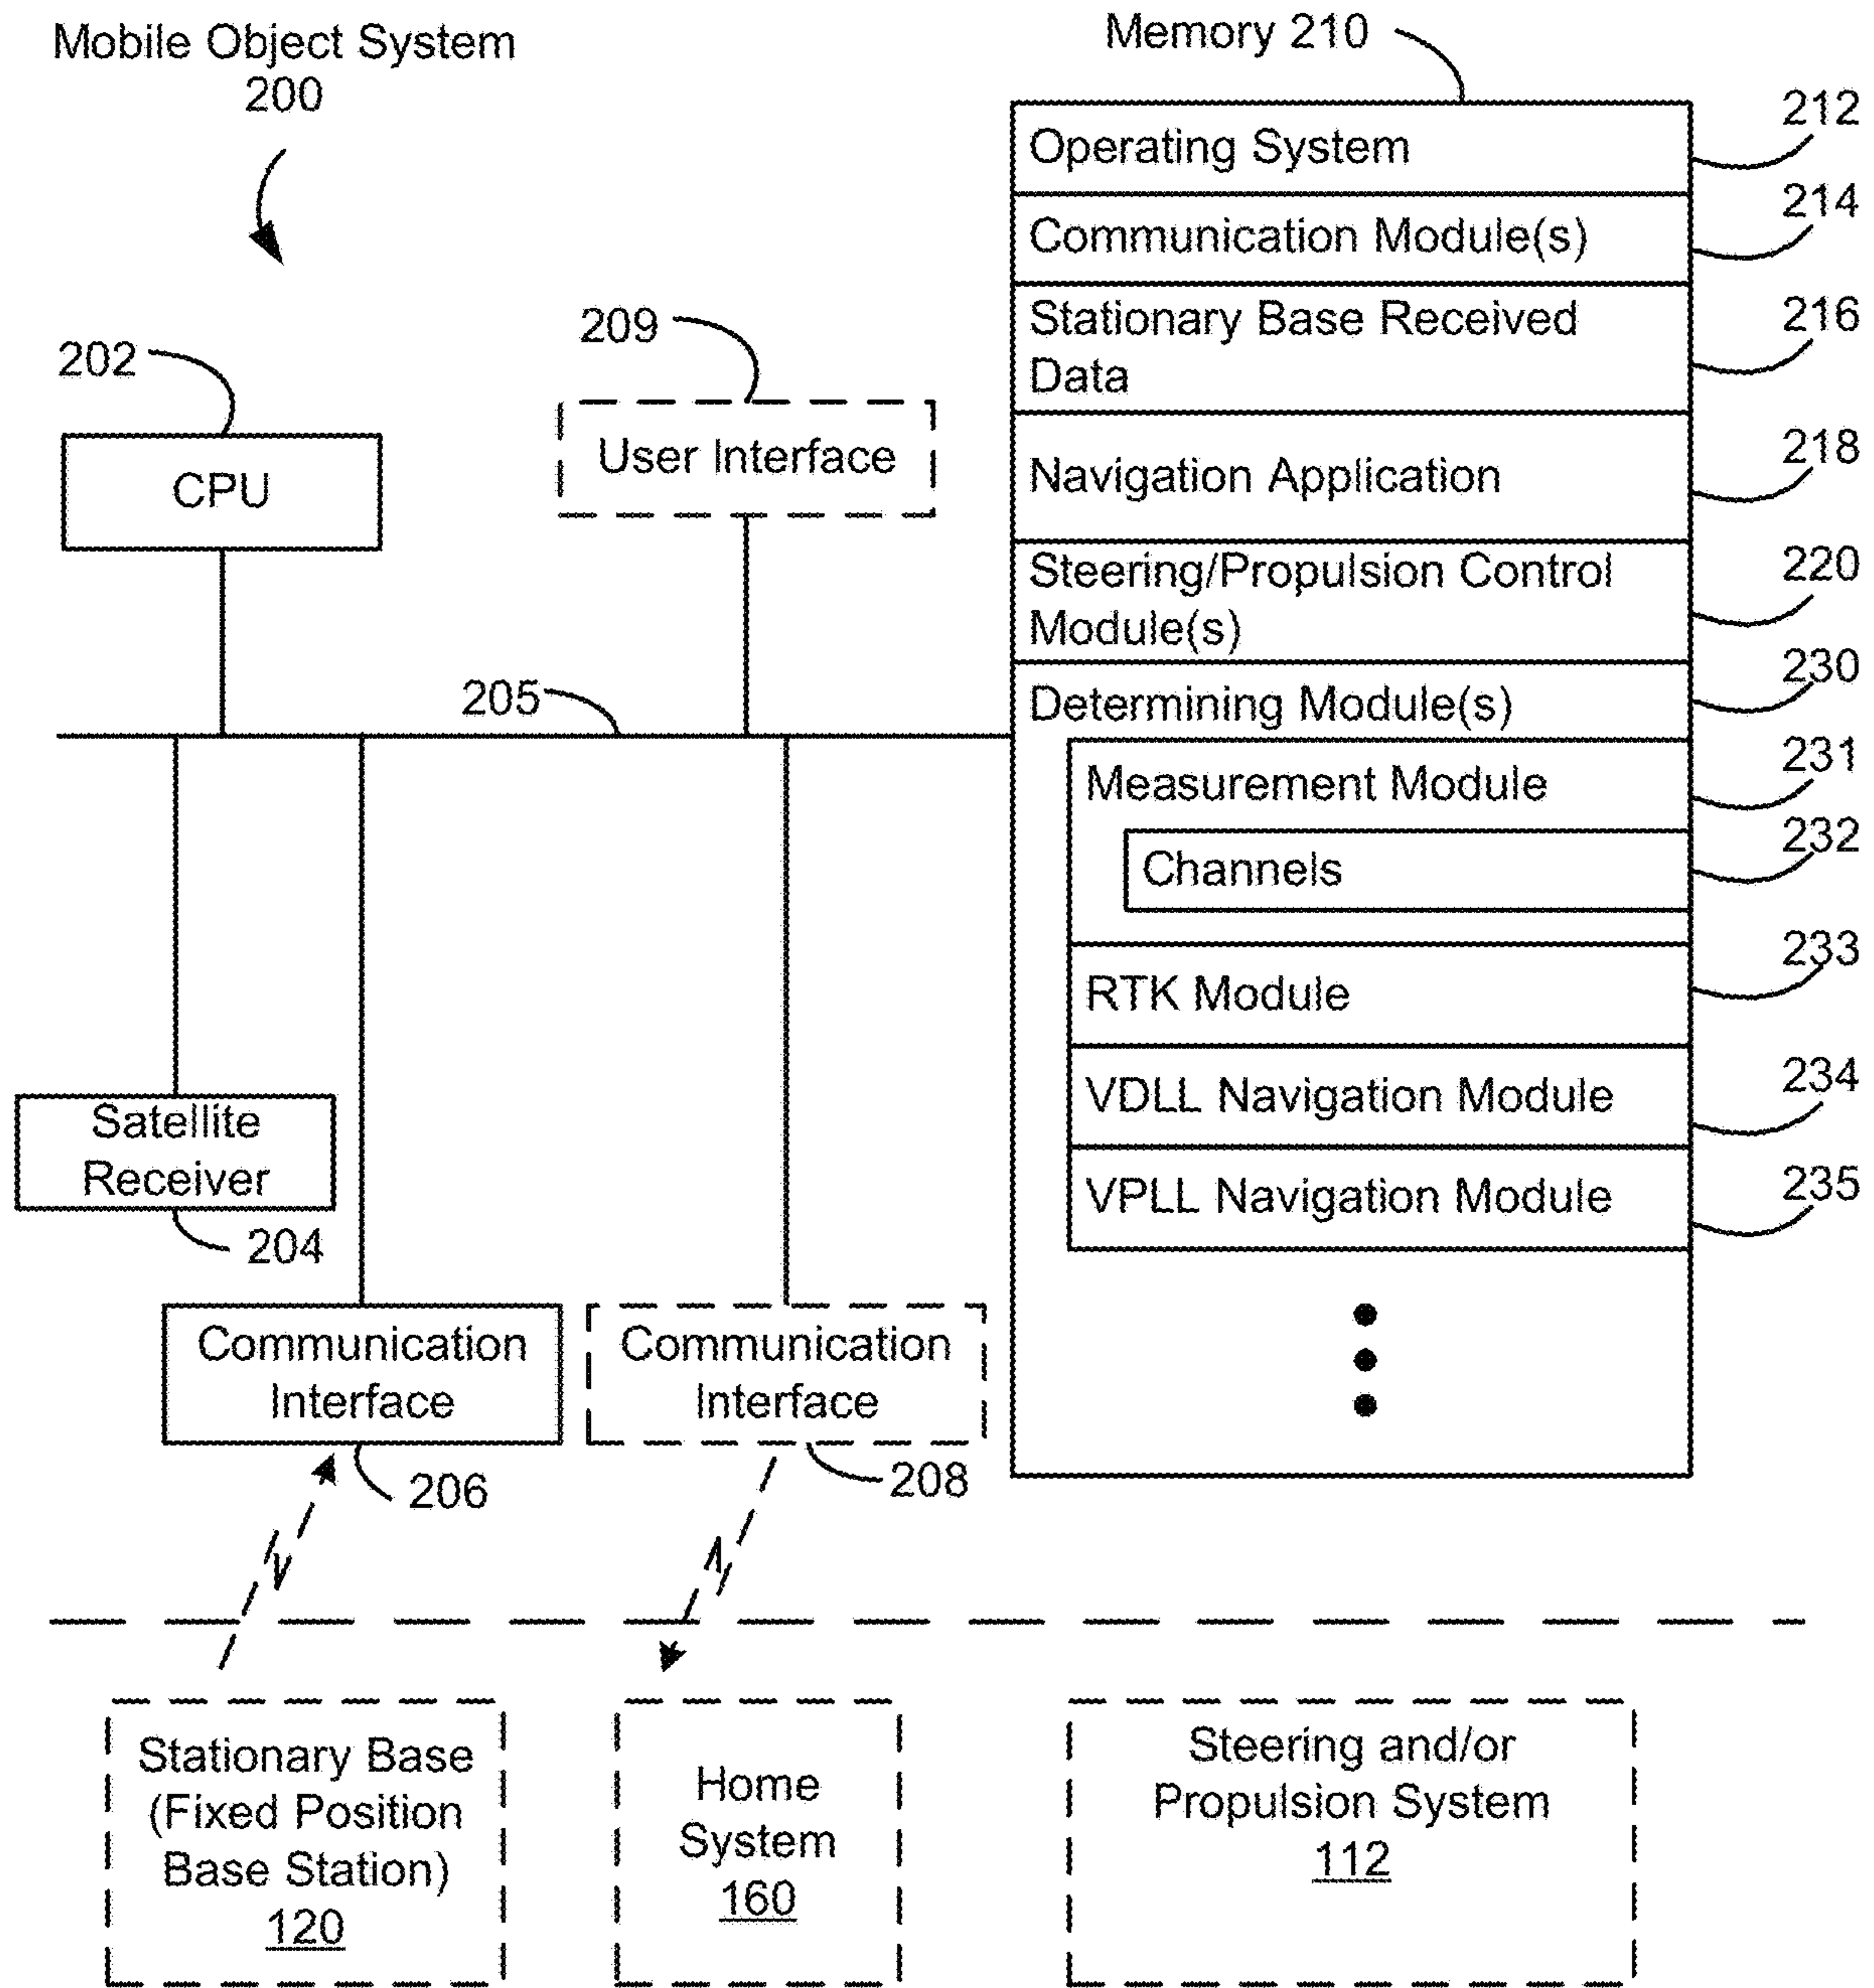 Mobile Object System
200
Memory 210
Operating System
212
Communication Module(s)
214
Stationary Base Received
Data
216
Navigation Application
218
Steering/Propulsion Control
Module(s)
220
Determining Module(s)
230
Measurement Module
231
Channels
232
RTK Module
233
VDLL Navigation Module
234
VPLL Navigation Module
235
202
CPU
209
User Interface
205
Satellite
Receiver
204
Communication
Interface
206
Communication
Interface
208
Stationary Base
(Fixed Position
Base Station)
120
Home
System
160
Steering and/or
Propulsion System
112